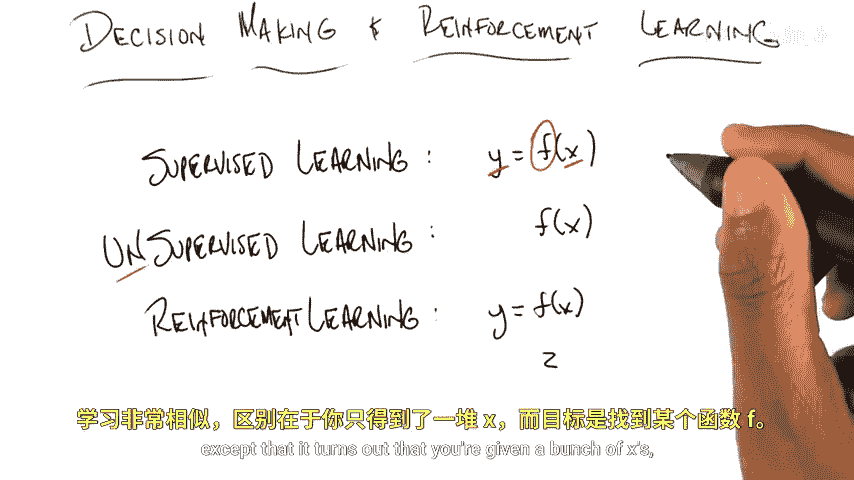 DECISION MAKING & REINFORCEMENT LEARNING
SUPERVISED LEARNING : y = f(x)
UNSUPERVISED LEARNING : f(x)
REINFORCEMENT LEARNING : y = f(x)
z
学习非常相似，区别在于你只得到了一堆 x，而目标是找到某个函数 f。
except that it turns out that you're given a bunch of x's,